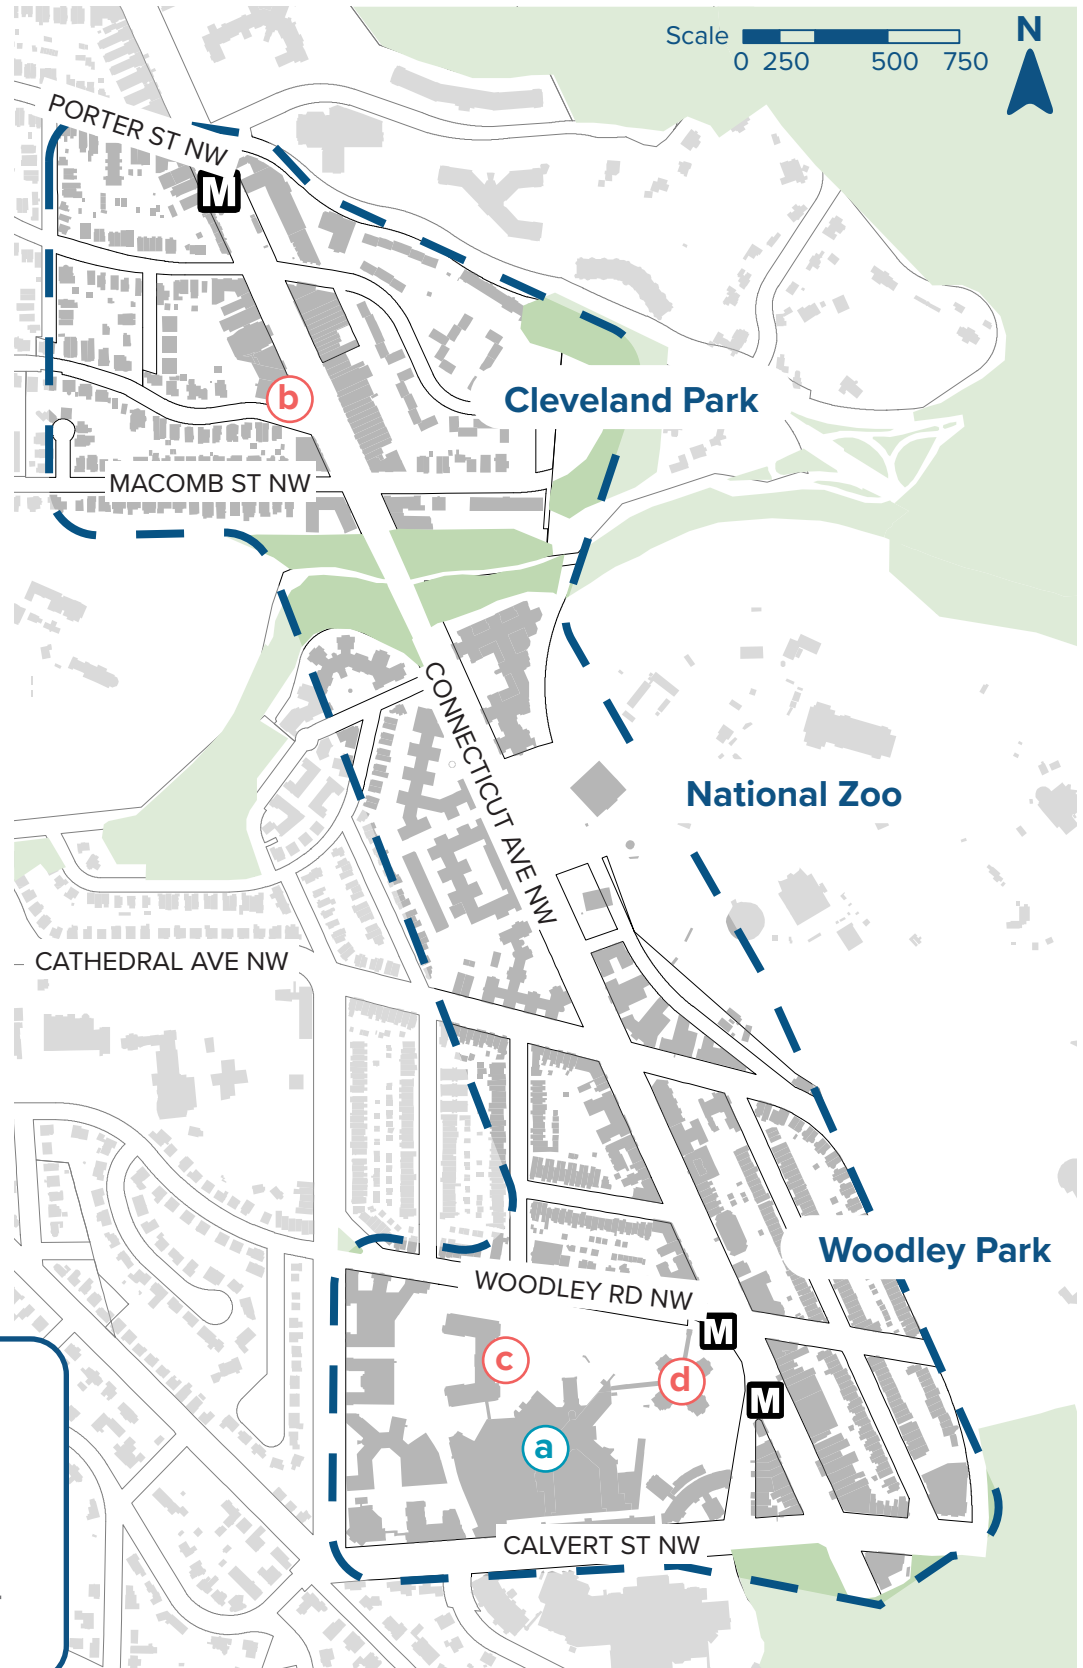 Scale
0 250 500 750
N
PORTER ST NW
M
Cleveland Park
b
MACOMB ST NW
CONNECTICUT AVE NW
National Zoo
CATHEDRAL AVE NW
Woodley Park
WOODLEY RD NW
M
c
d
M
a
CALVERT ST NW